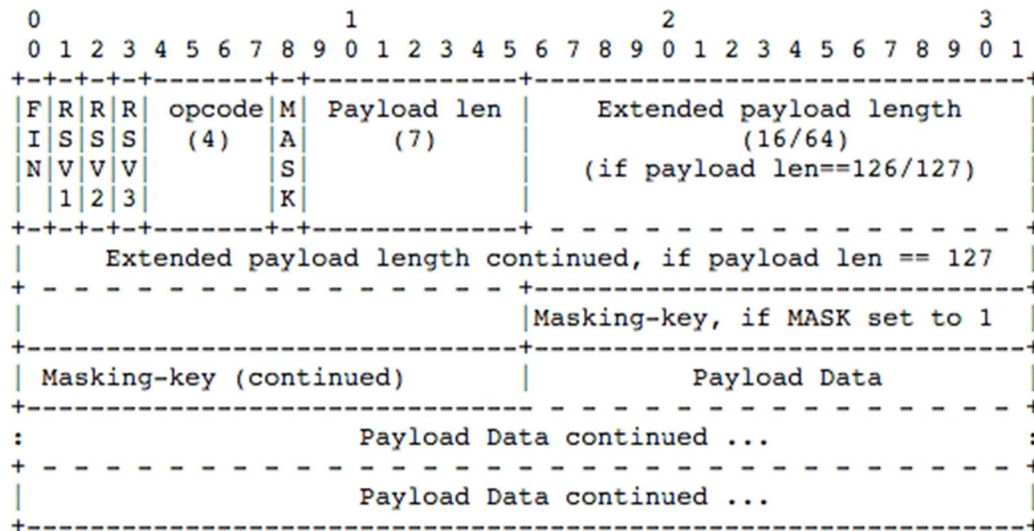 0                   1                   2                   3
0 1 2 3 4 5 6 7 8 9 0 1 2 3 4 5 6 7 8 9 0 1 2 3 4 5 6 7 8 9 0 1
+-+-+-+-+-------+-+-------------+-------------------------------+
|F|R|R|R| opcode|M| Payload len |    Extended payload length    |
|I|S|S|S|  (4)  |A|     (7)     |             (16/64)           |
|N|V|V|V|       |S|             |   (if payload len==126/127)   |
| |1|2|3|       |K|             |                               |
+-+-+-+-+-------+-+-------------+ - - - - - - - - - - - - - - - +
|     Extended payload length continued, if payload len == 127  |
+ - - - - - - - - - - - - - - - +-------------------------------+
|                               |Masking-key, if MASK set to 1  |
+-------------------------------+-------------------------------+
| Masking-key (continued)       |          Payload Data         |
+-------------------------------- - - - - - - - - - - - - - - - +
:                     Payload Data continued ...                :
+ - - - - - - - - - - - - - - - - - - - - - - - - - - - - - - - +
|                     Payload Data continued ...                |
+---------------------------------------------------------------+